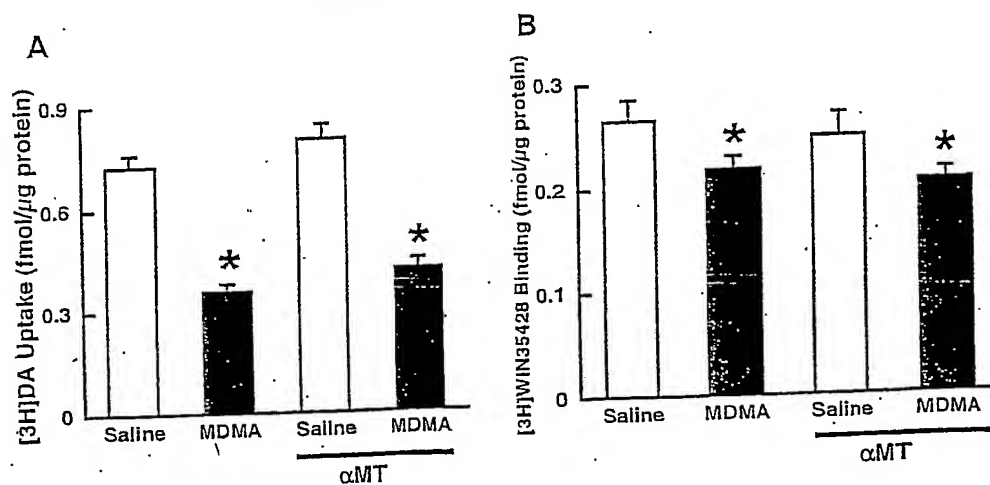 A
[3H]DA Uptake (fmol/µg protein)
0.9
0.6
0.3
0
*
*
Saline MDMA Saline MDMA
αMT
B
[3H]WIN35428 Binding (fmol/µg protein)
0.3
0.2
0.1
0
*
*
Saline MDMA Saline MDMA
αMT